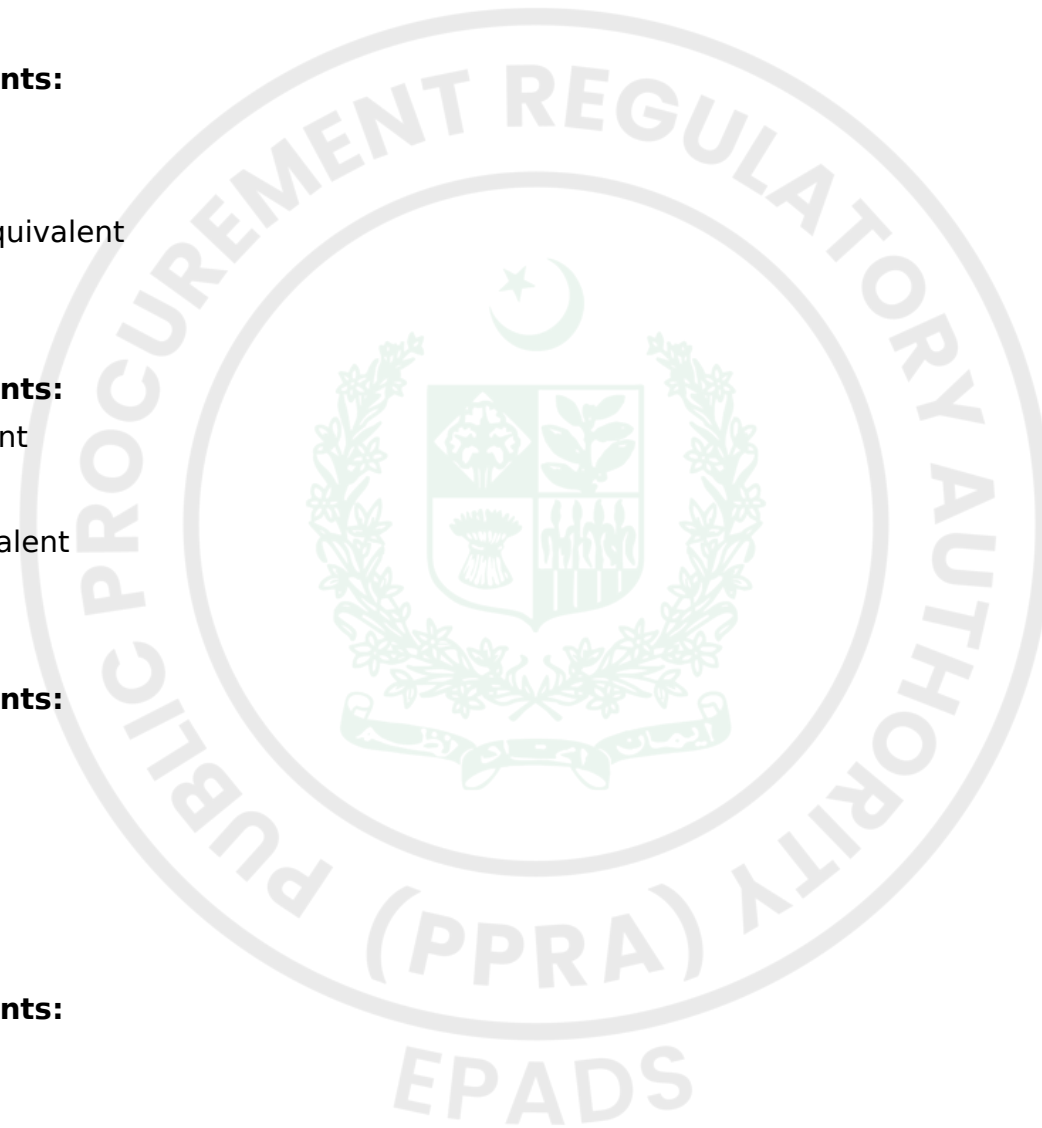 nts:
quivalent
nts:
nt
alent
nts:
nts:
PUBLIC PROCUREMENT REGULATORY AUTHORITY
(PPRA)
EPADS